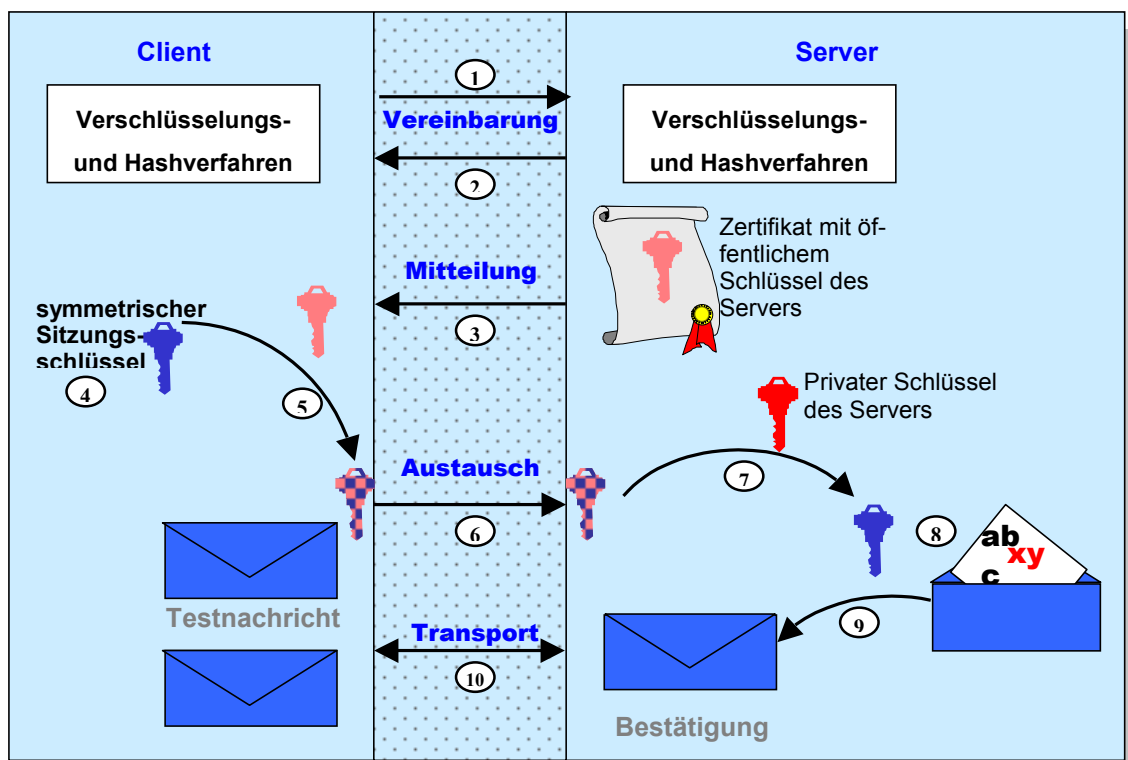 Client
Server
1
Verschlüsselungs-
und Hashverfahren
Vereinbarung
Verschlüsselungs-
und Hashverfahren
2
Zertifikat mit öf-
fentlichem
Schlüssel des
Servers
Mitteilung
3
symmetrischer
Sitzungs-
schlüssel
4
5
Privater Schlüssel
des Servers
Austausch
7
6
8
ab
xy
c
Testnachricht
9
Transport
10
Bestätigung